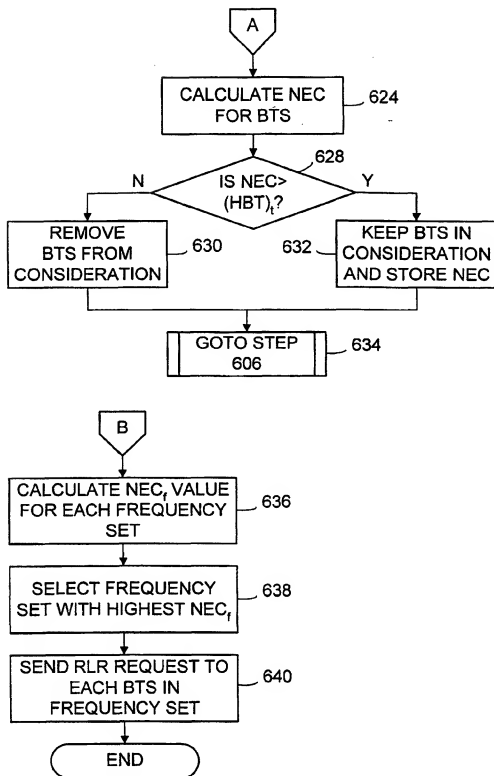 A
CALCULATE NEC
FOR BTS
624
628
IS NEC>
(HBT)t?
N
Y
REMOVE
BTS FROM
CONSIDERATION
630
632
KEEP BTS IN
CONSIDERATION
AND STORE NEC
GOTO STEP
606
634
B
CALCULATE NECf VALUE
FOR EACH FREQUENCY
SET
636
SELECT FREQUENCY
SET WITH HIGHEST NECf
638
SEND RLR REQUEST TO
EACH BTS IN
FREQUENCY SET
640
END